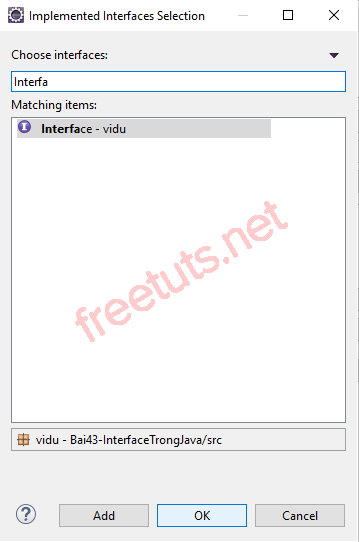 Implemented Interfaces Selection
Choose interfaces:
Interfa
Matching items:
Interface - vidu
freetuts.net
vidu - Bai43-InterfaceTrongJava/src
Add
OK
Cancel